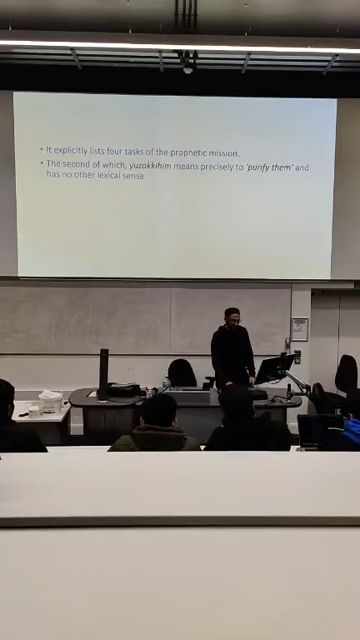 • It explicitly lists four tasks of the prophetic mission.
• The second of which, yuzakkihim means precisely to 'purify them' and
has no other lexical sense.